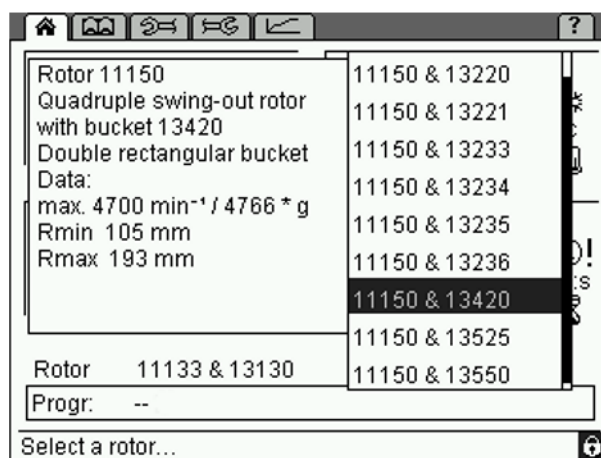 ?
Rotor 11150
Quadruple swing-out rotor
with bucket 13420
Double rectangular bucket
Data:
max. 4700 min⁻¹ / 4766 * g
Rmin 105 mm
Rmax 193 mm
11150 & 13220
11150 & 13221
11150 & 13233
11150 & 13234
11150 & 13235
11150 & 13236
11150 & 13420
11150 & 13525
11150 & 13550
Rotor 11133 & 13130
Progr: --
Select a rotor...